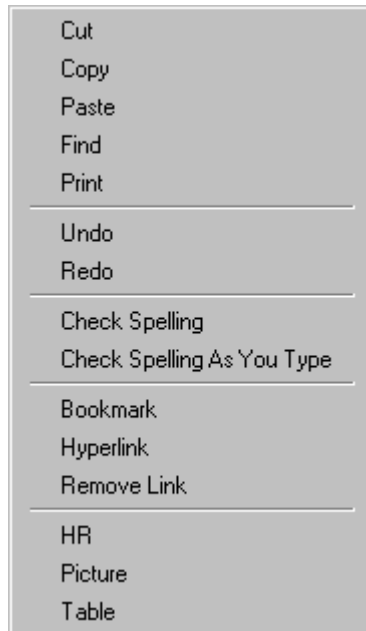 Cut
Copy
Paste
Find
Print
Undo
Redo
Check Spelling
Check Spelling As You Type
Bookmark
Hyperlink
Remove Link
HR
Picture
Table